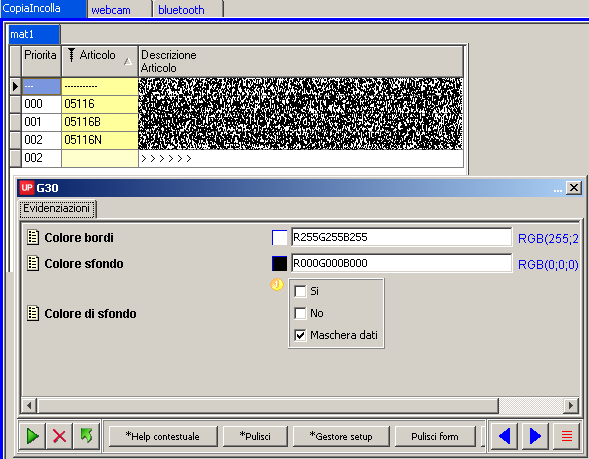 CopiaIncolla webcam bluetooth
mat1
Priorita Articolo Descrizione
Articolo
--- -----------
000 05116
001 05116B
002 05116N
002 >>>>>>
UP G30 ...
Evidenziazioni
Colore bordi R255G255B255 RGB(255;2
Colore sfondo R000G000B000 RGB(0;0;0)
Colore di sfondo
Si
No
Maschera dati
*Help contestuale *Pulisci *Gestore setup Pulisci form